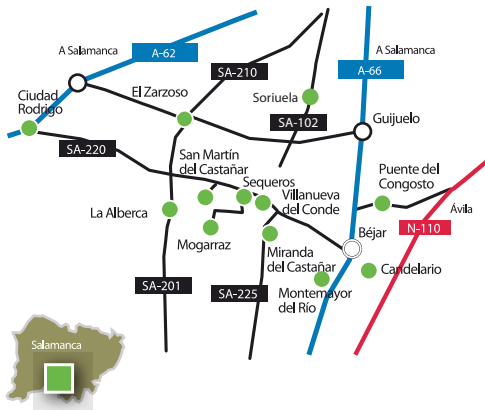 A Salamanca
A-62
SA-210
A Salamanca
A-66
Ciudad
Rodrigo
El Zarzoso
Soriuela
SA-102
Guijuelo
SA-220
San Martín
del Castañar
Sequeros
Villanueva
del Conde
Puente del
Congosto
La Alberca
Mogarraz
Ávila
N-110
Béjar
Miranda
del Castañar
Candelario
SA-201
SA-225
Montemayor
del Río
Salamanca